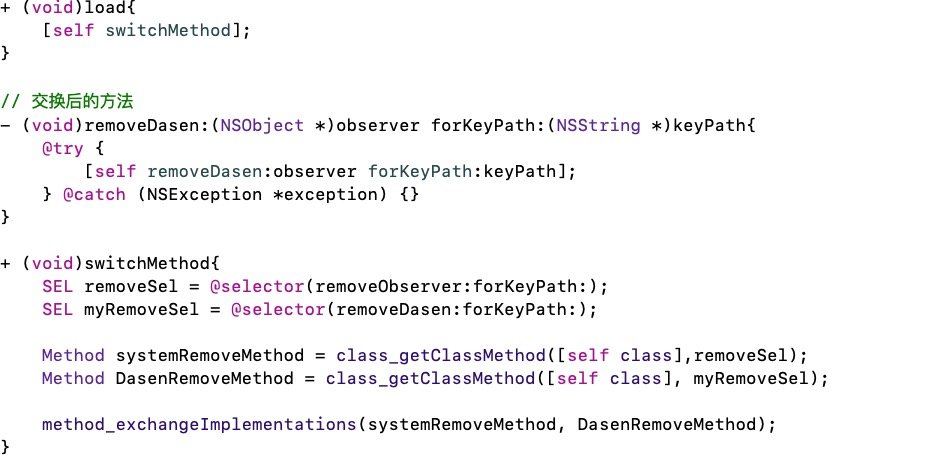 + (void)load{
    [self switchMethod];
}

// 交换后的方法
- (void)removeDasen:(NSObject *)observer forKeyPath:(NSString *)keyPath{
    @try {
        [self removeDasen:observer forKeyPath:keyPath];
    } @catch (NSException *exception) {}
}

+ (void)switchMethod{
    SEL removeSel = @selector(removeObserver:forKeyPath:);
    SEL myRemoveSel = @selector(removeDasen:forKeyPath:);

    Method systemRemoveMethod = class_getClassMethod([self class],removeSel);
    Method DasenRemoveMethod = class_getClassMethod([self class], myRemoveSel);

    method_exchangeImplementations(systemRemoveMethod, DasenRemoveMethod);
}